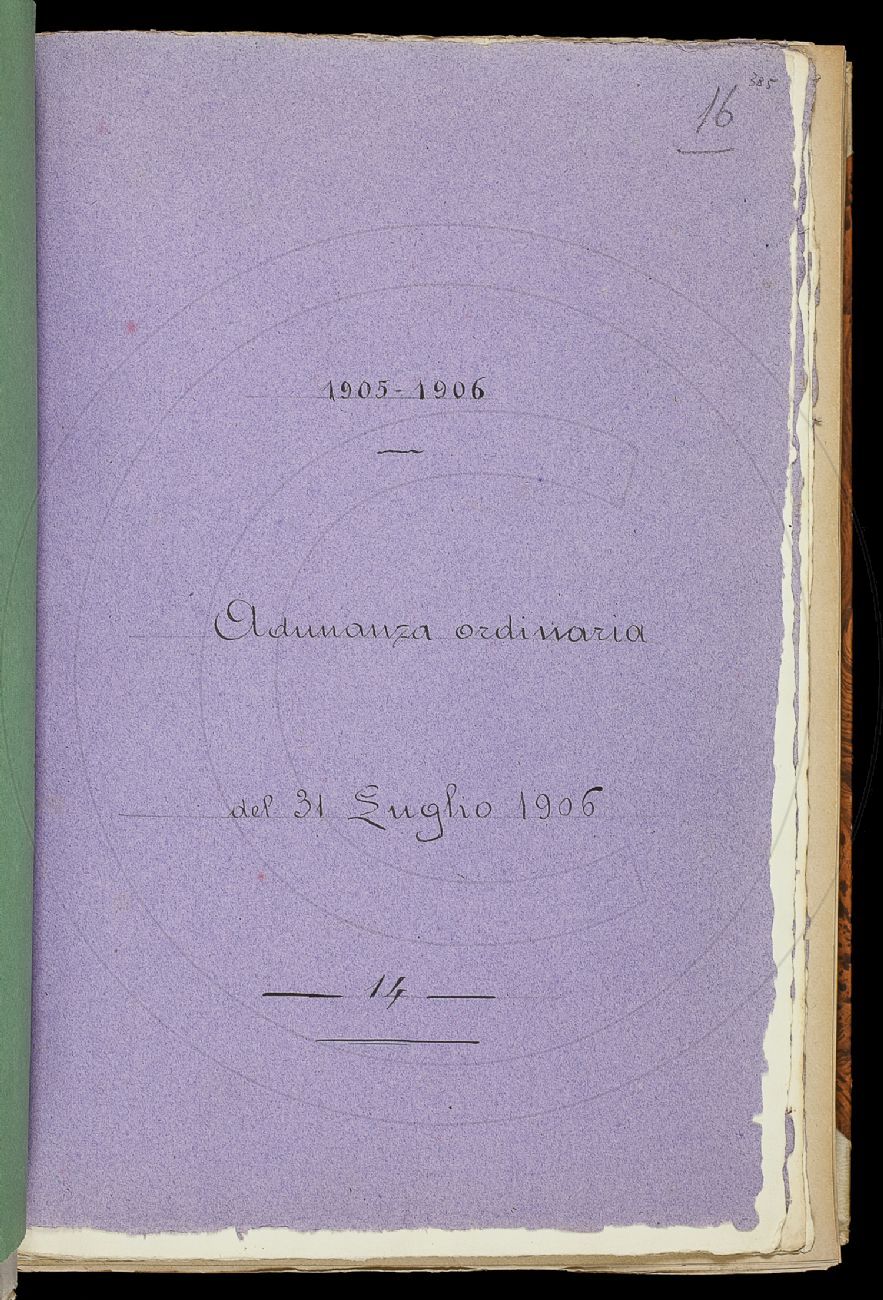 385
16
1905-1906
Adunanza ordinaria
del 31 Luglio 1906
14